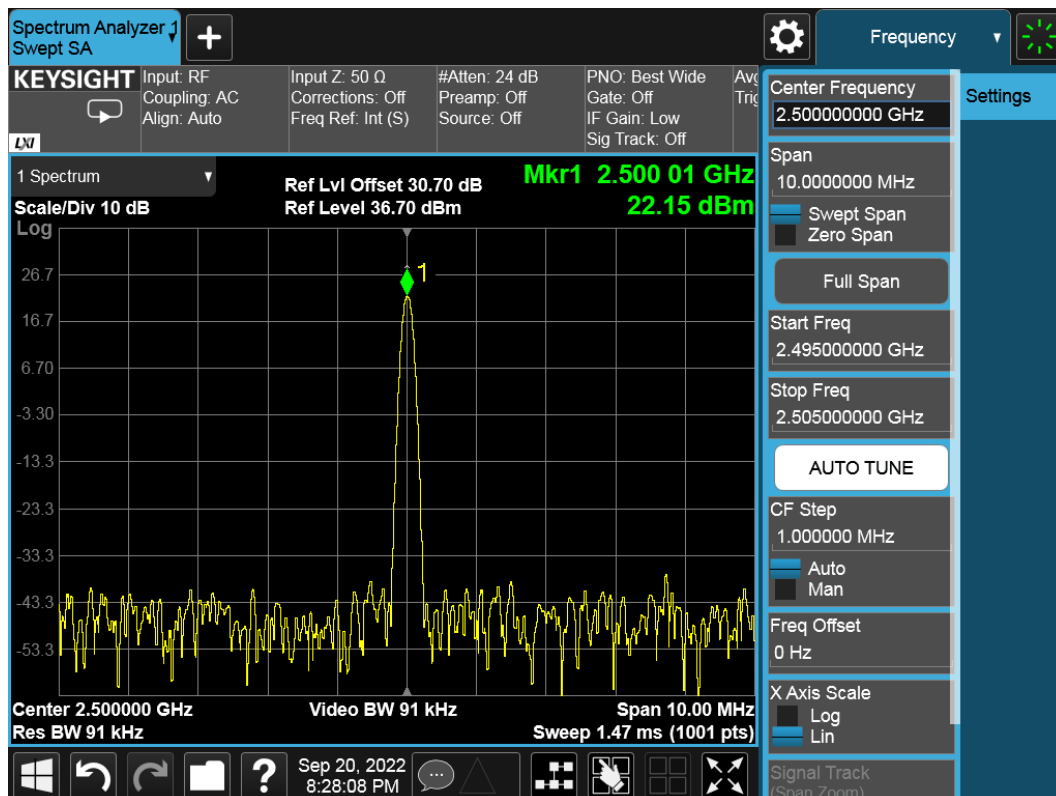 Spectrum Analyzer 1
Swept SA
Frequency
KEYSIGHT
LXI
Input: RF
Coupling: AC
Align: Auto
Input Z: 50 Ω
Corrections: Off
Freq Ref: Int (S)
#Atten: 24 dB
Preamp: Off
Source: Off
PNO: Best Wide
Gate: Off
IF Gain: Low
Sig Track: Off
1 Spectrum
Scale/Div 10 dB
Ref Lvl Offset 30.70 dB
Ref Level 36.70 dBm
Mkr1 2.500 01 GHz
22.15 dBm
Log
1
26.7
16.7
6.70
-3.30
-13.3
-23.3
-33.3
-43.3
-53.3
Center 2.500000 GHz
Video BW 91 kHz
Span 10.00 MHz
Res BW 91 kHz
Sweep 1.47 ms (1001 pts)
Center Frequency
2.500000000 GHz
Span
10.0000000 MHz
Swept Span
Zero Span
Full Span
Start Freq
2.495000000 GHz
Stop Freq
2.505000000 GHz
AUTO TUNE
CF Step
1.000000 MHz
Auto
Man
Freq Offset
0 Hz
X Axis Scale
Log
Lin
Signal Track
(Span Zoom)
Settings
?
Sep 20, 2022
8:28:08 PM